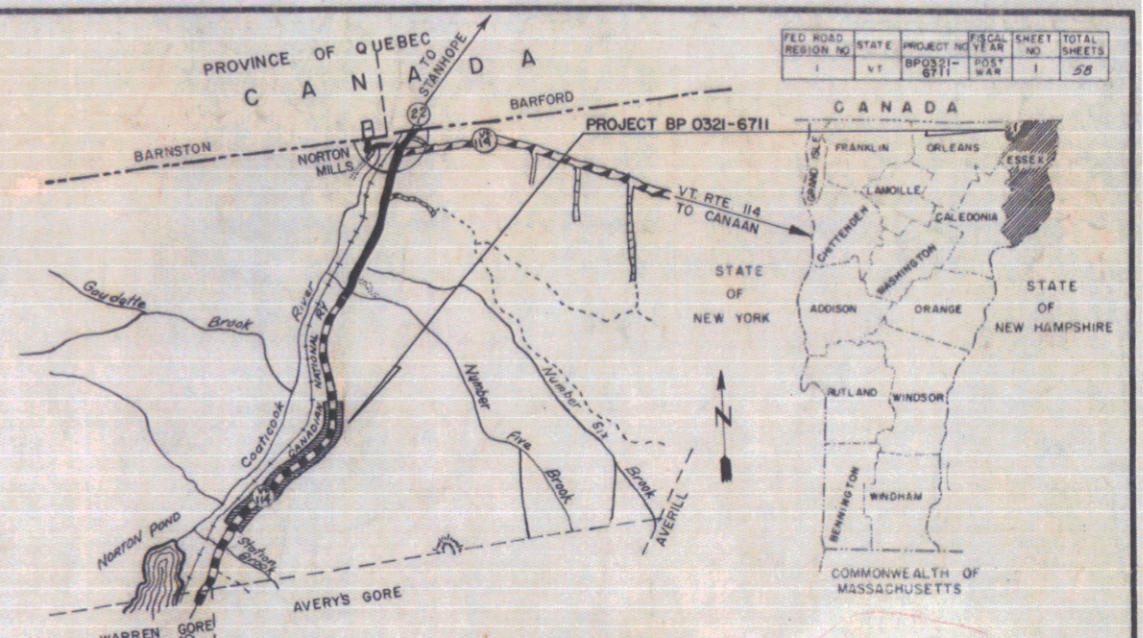 FED ROAD REGION NO
STATE
PROJECT NO
FISCAL YEAR
SHEET NO
TOTAL SHEETS
1
VT
BP0321-6711
POST WAR
1
58
PROVINCE OF QUEBEC
CANADA
TO STANHOPE
22
BARFORD
BARNSTON
NORTON MILLS
114
PROJECT BP 0321-6711
VT. RTE. 114
TO CANAAN
Gaudette Brook
River
Coaticook
CANADIAN NATIONAL RY
Number Five Brook
Number Six Brook
114
NORTON POND
Station Brook
AVERY'S GORE
AVERILL
WARREN GORE
N
CANADA
GRAND ISLE
FRANKLIN
ORLEANS
ESSEX
LAMOILLE
CHITTENDEN
CALEDONIA
WASHINGTON
STATE
OF
NEW YORK
ADDISON
ORANGE
STATE
OF
NEW HAMPSHIRE
RUTLAND
WINDSOR
BENNINGTON
WINDHAM
COMMONWEALTH OF
MASSACHUSETTS